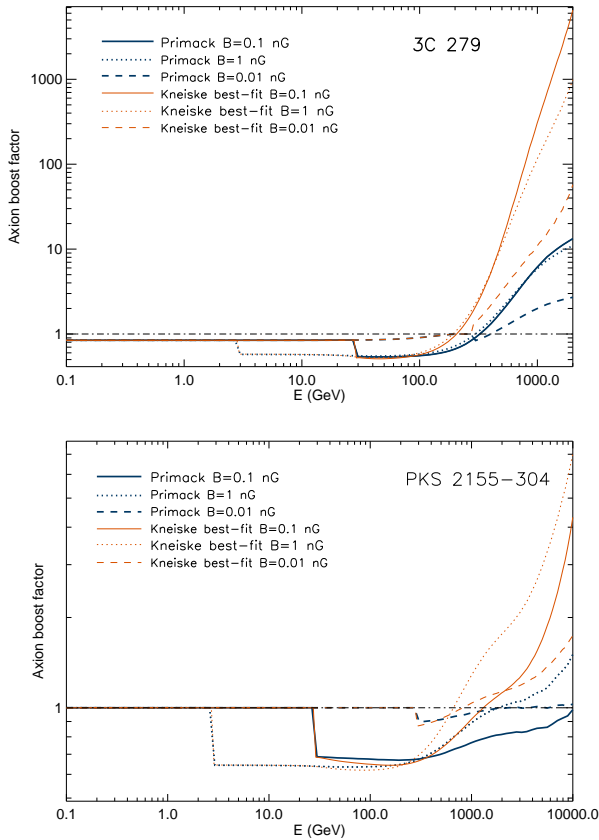 3C 279
Primack B=0.1 nG
Primack B=1 nG
Primack B=0.01 nG
Kneiske best-fit B=0.1 nG
Kneiske best-fit B=1 nG
Kneiske best-fit B=0.01 nG
Axion boost factor
1000
100
10
1
0.1
1.0
10.0
100.0
1000.0
E (GeV)
PKS 2155-304
Primack B=0.1 nG
Primack B=1 nG
Primack B=0.01 nG
Kneiske best-fit B=0.1 nG
Kneiske best-fit B=1 nG
Kneiske best-fit B=0.01 nG
Axion boost factor
1
0.1
1.0
10.0
100.0
1000.0
10000.0
E (GeV)